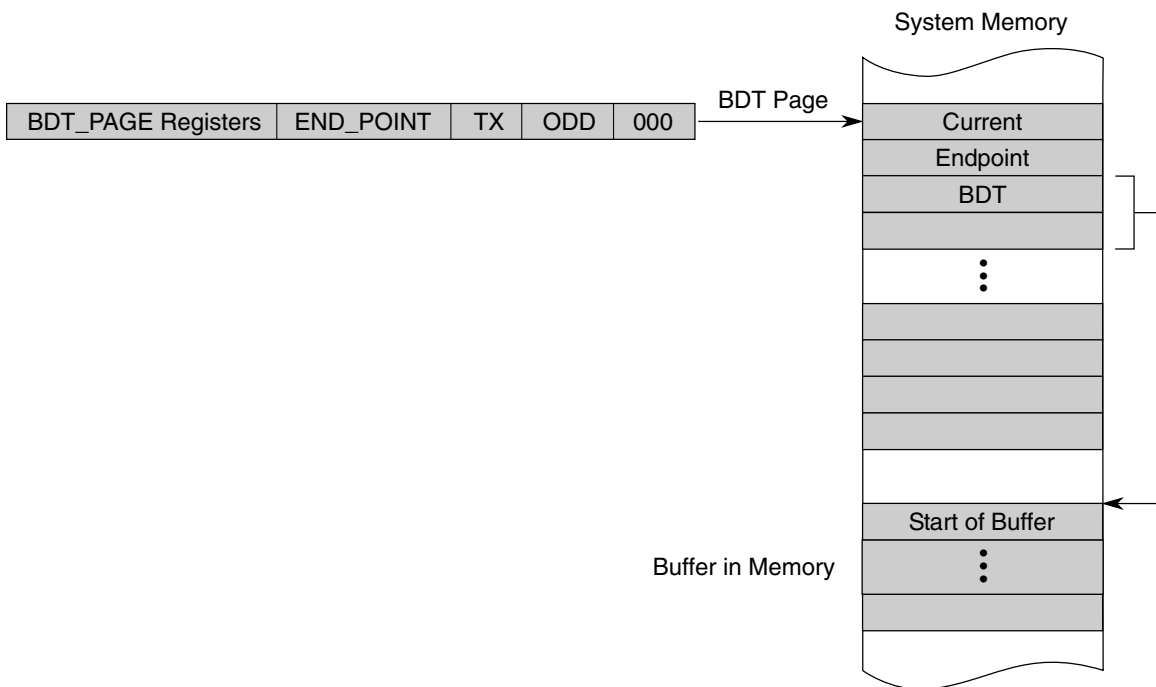 System Memory
BDT_PAGE Registers END_POINT TX ODD 000
BDT Page
Current
Endpoint
BDT
Start of Buffer
Buffer in Memory